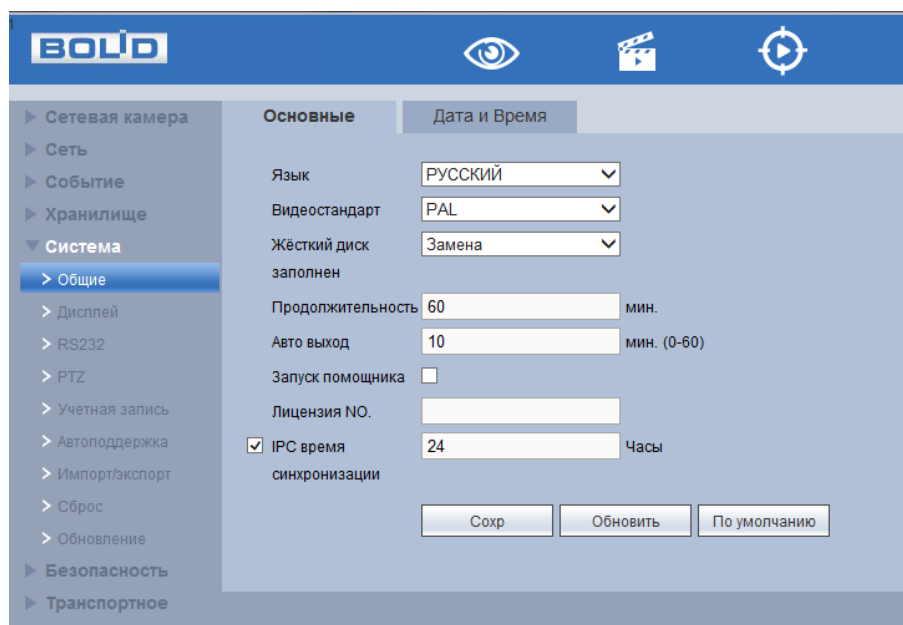 BOLID
Сетевая камера
Сеть
Событие
Хранилище
Система
Общие
Дисплей
RS232
PTZ
Учетная запись
Автоподдержка
Импорт/экспорт
Сброс
Обновление
Безопасность
Транспортное
Основные Дата и Время
Язык РУССКИЙ
Видеостандарт PAL
Жёсткий диск Замена
заполнен
Продолжительность 60 мин.
Авто выход 10 мин. (0-60)
Запуск помощника
Лицензия NO.
IPC время 24 Часы
синхронизации
Сохр Обновить По умолчанию